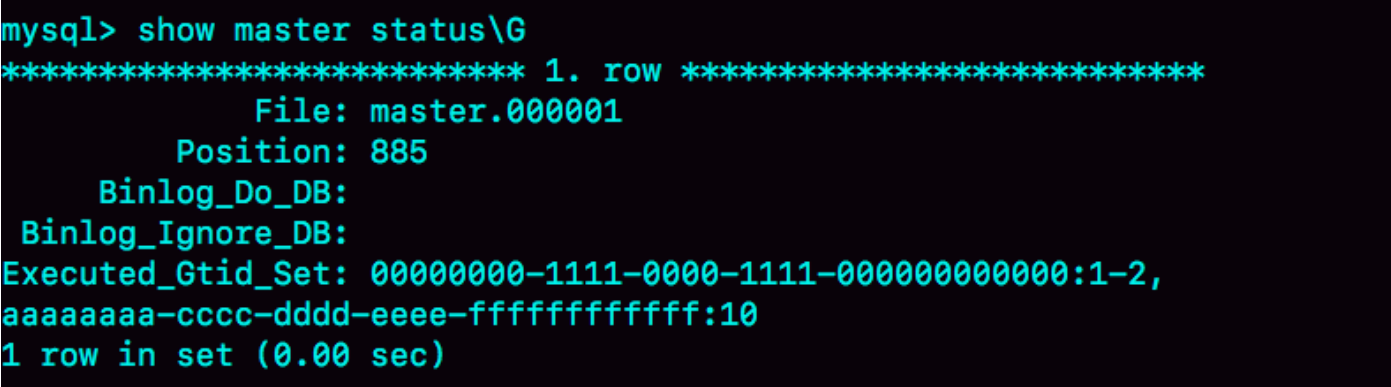 mysql> show master status\G
*************************** 1. row ***************************
File: master.000001
Position: 885
Binlog_Do_DB:
Binlog_Ignore_DB:
Executed_Gtid_Set: 00000000-1111-0000-1111-000000000000:1-2,
aaaaaaaa-cccc-dddd-eeee-ffffffffffff:10
1 row in set (0.00 sec)